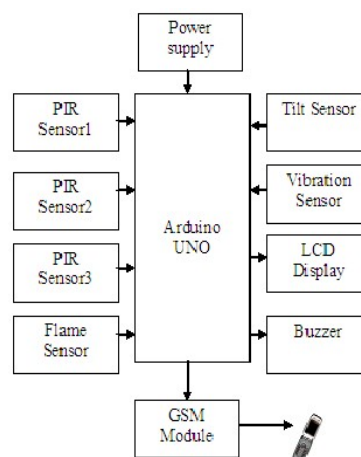 Power
supply
PIR
Sensor1
PIR
Sensor2
PIR
Sensor3
Flame
Sensor
Arduino
UNO
Tilt Sensor
Vibration
Sensor
LCD
Display
Buzzer
GSM
Module